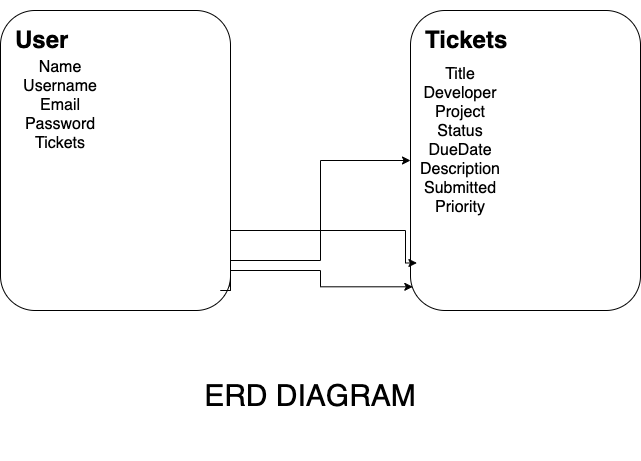 User
Name
Username
Email
Password
Tickets
Tickets
Title
Developer
Project
Status
DueDate
Description
Submitted
Priority
ERD DIAGRAM